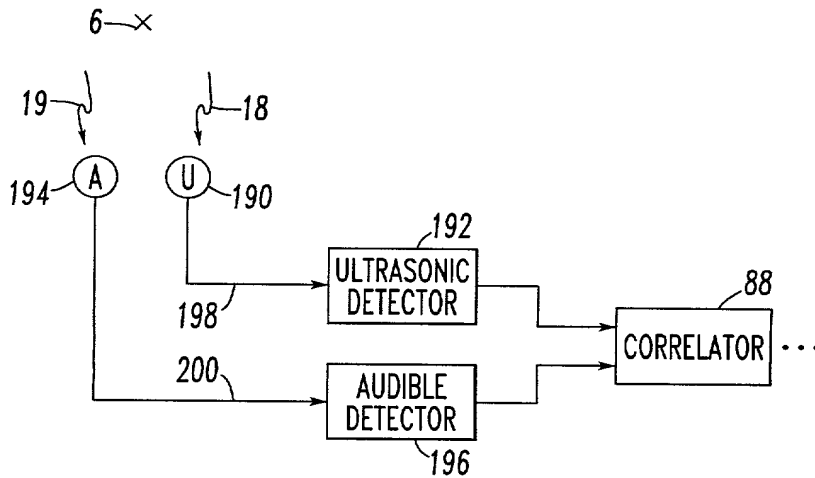 6
19
18
194
A
U
190
192
ULTRASONIC
DETECTOR
198
88
CORRELATOR
200
AUDIBLE
DETECTOR
196